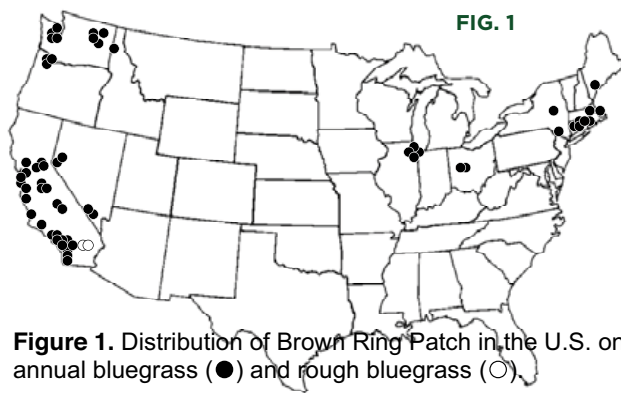 FIG. 1
Figure 1. Distribution of Brown Ring Patch in the U.S. on
annual bluegrass (●) and rough bluegrass (○).